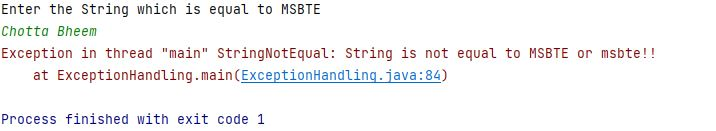 Enter the String which is equal to MSBTE
Chotta Bheem
Exception in thread "main" StringNotEqual: String is not equal to MSBTE or msbte!!
at ExceptionHandling.main(ExceptionHandling.java:84)
Process finished with exit code 1